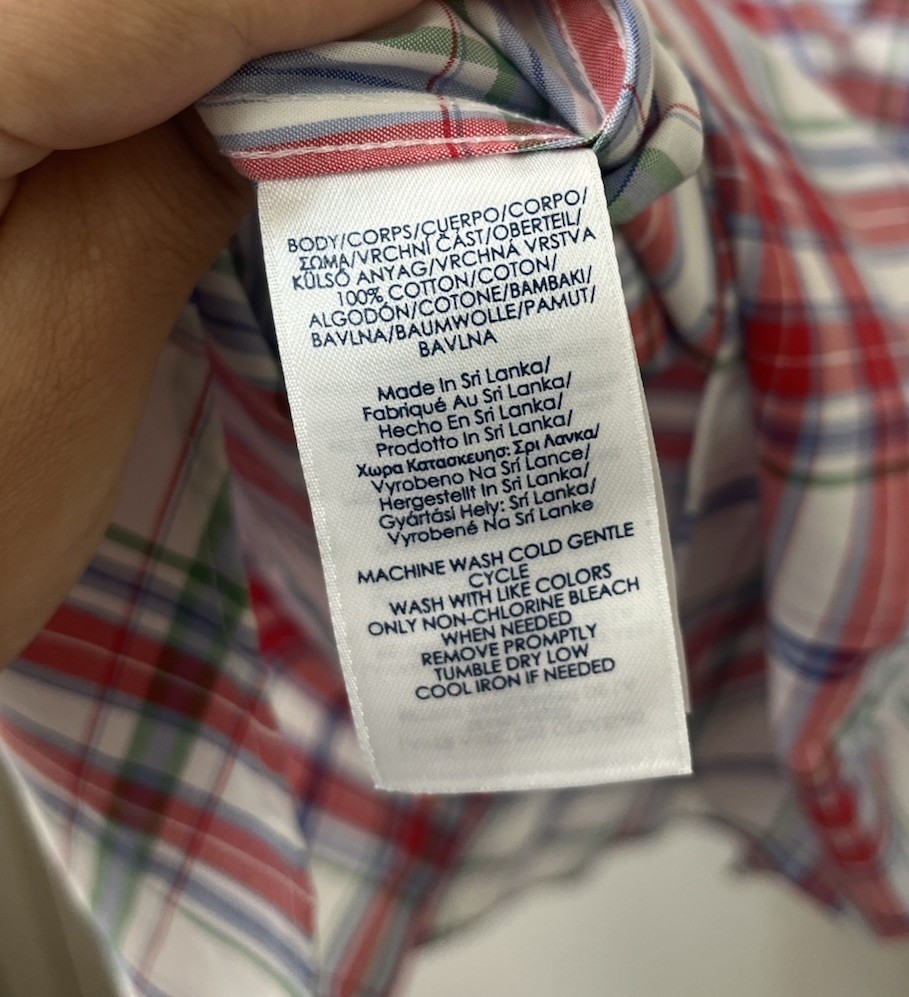 BODY/CORPS/CUERPO/CORPO/
ΣΩΜΑ/VRCHNÍ ČÁST/OBERTEIL/
KÜLSŐ ANYAG/VRCHNÁ VRSTVA
100% COTTON/COTON/
ALGODÓN/COTONE/BAMBAKI/
BAVLNA/BAUMWOLLE/PAMUT/
BAVLNA
Made In Sri Lanka/
Fabriqué Au Sri Lanka/
Hecho En Sri Lanka/
Prodotto In Sri Lanka/
Χωρα Κατασκευησ: Σρι Λανκα/
Vyrobeno Na Srí Lance/
Hergestellt In Sri Lanka/
Gyártási Hely: Srí Lanka/
Vyrobené Na Srí Lanke
MACHINE WASH COLD GENTLE
CYCLE
WASH WITH LIKE COLORS
ONLY NON-CHLORINE BLEACH
WHEN NEEDED
REMOVE PROMPTLY
TUMBLE DRY LOW
COOL IRON IF NEEDED